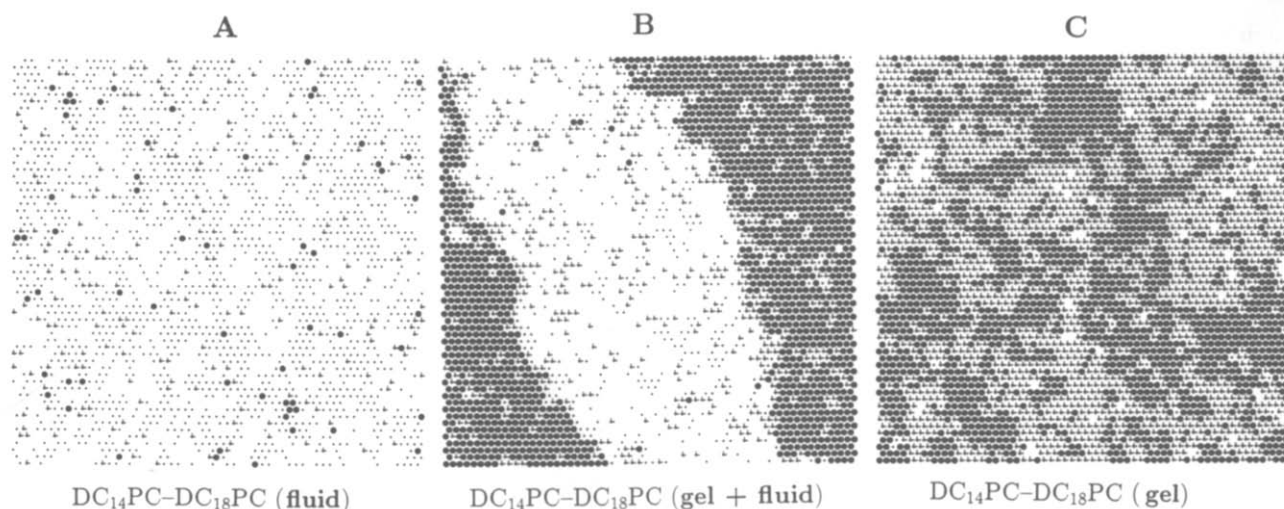 A
B
C
DC₁₄PC–DC₁₈PC (fluid)
DC₁₄PC–DC₁₈PC (gel + fluid)
DC₁₄PC–DC₁₈PC (gel)